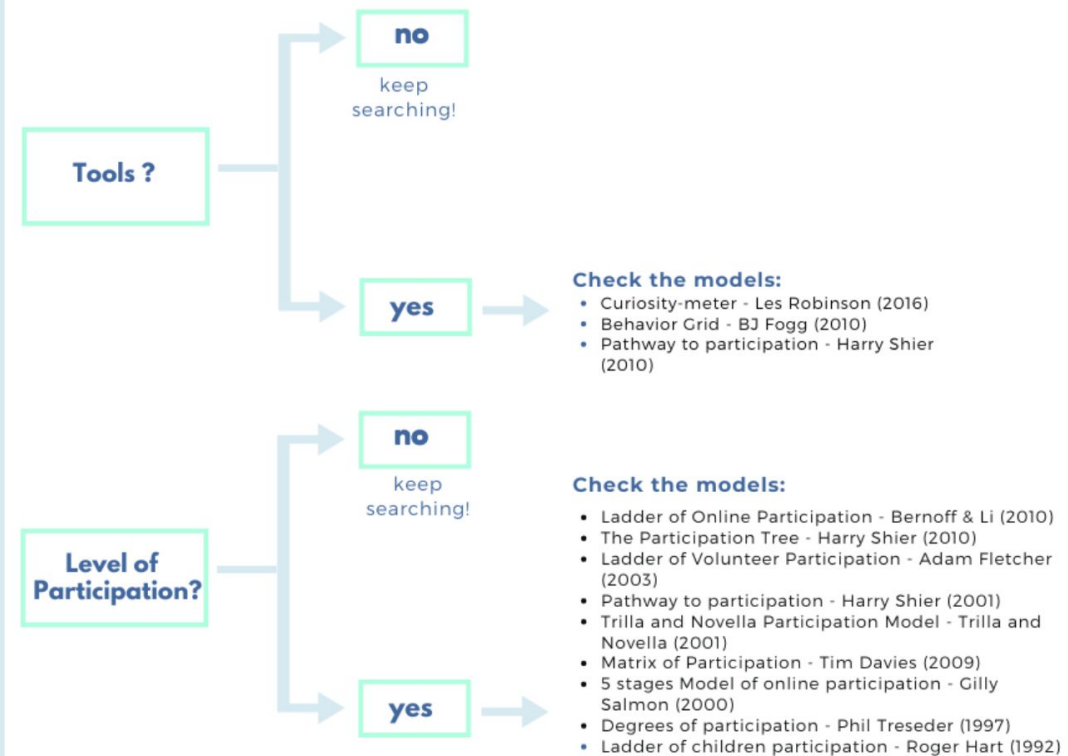 no
keep
searching!
Tools ?
yes
Check the models:
• Curiosity-meter - Les Robinson (2016)
• Behavior Grid - BJ Fogg (2010)
• Pathway to participation - Harry Shier
(2010)
no
keep
searching!
Level of
Participation?
yes
Check the models:
• Ladder of Online Participation - Bernoff & Li (2010)
• The Participation Tree - Harry Shier (2010)
• Ladder of Volunteer Participation - Adam Fletcher
(2003)
• Pathway to participation - Harry Shier (2001)
• Trilla and Novella Participation Model - Trilla and
Novella (2001)
• Matrix of Participation - Tim Davies (2009)
• 5 stages Model of online participation - Gilly
Salmon (2000)
• Degrees of participation - Phil Treseder (1997)
• Ladder of children participation - Roger Hart (1992)